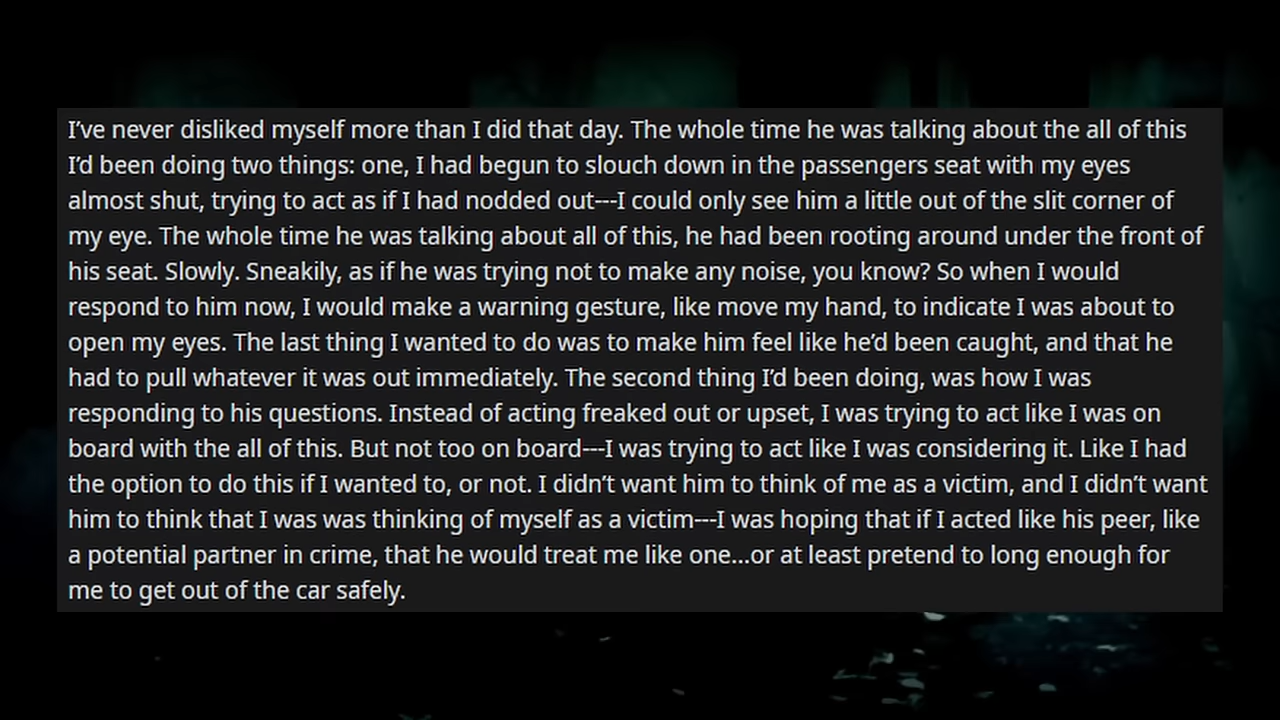 I’ve never disliked myself more than I did that day. The whole time he was talking about the all of this
I’d been doing two things: one, I had begun to slouch down in the passengers seat with my eyes
almost shut, trying to act as if I had nodded out---I could only see him a little out of the slit corner of
my eye. The whole time he was talking about all of this, he had been rooting around under the front of
his seat. Slowly. Sneakily, as if he was trying not to make any noise, you know? So when I would
respond to him now, I would make a warning gesture, like move my hand, to indicate I was about to
open my eyes. The last thing I wanted to do was to make him feel like he’d been caught, and that he
had to pull whatever it was out immediately. The second thing I’d been doing, was how I was
responding to his questions. Instead of acting freaked out or upset, I was trying to act like I was on
board with the all of this. But not too on board---I was trying to act like I was considering it. Like I had
the option to do this if I wanted to, or not. I didn’t want him to think of me as a victim, and I didn’t want
him to think that I was was thinking of myself as a victim---I was hoping that if I acted like his peer, like
a potential partner in crime, that he would treat me like one...or at least pretend to long enough for
me to get out of the car safely.